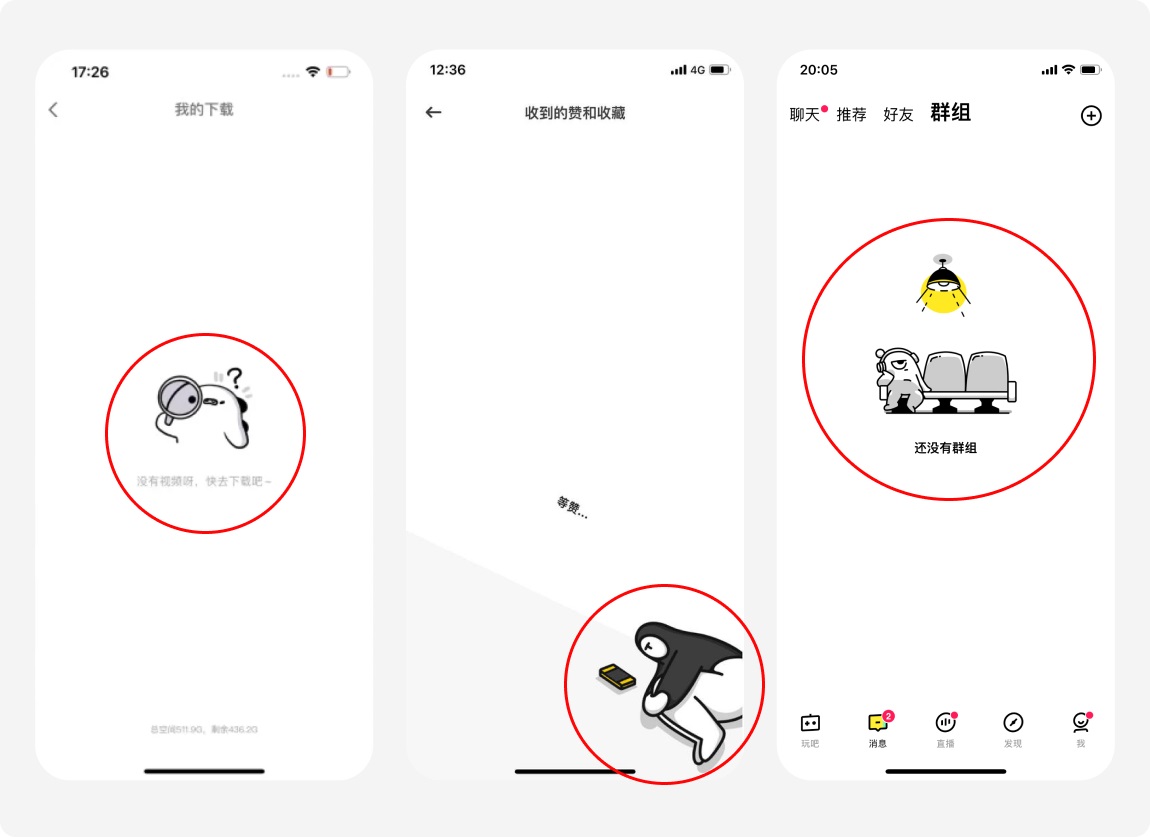 17:26
我的下载
没有视频呀，快去下载吧~
总空间511.9G，剩余436.2G
12:36
4G
收到的赞和收藏
等赞...
20:05
聊天 推荐 好友 群组
还没有群组
2
玩吧 消息 直播 发现 我